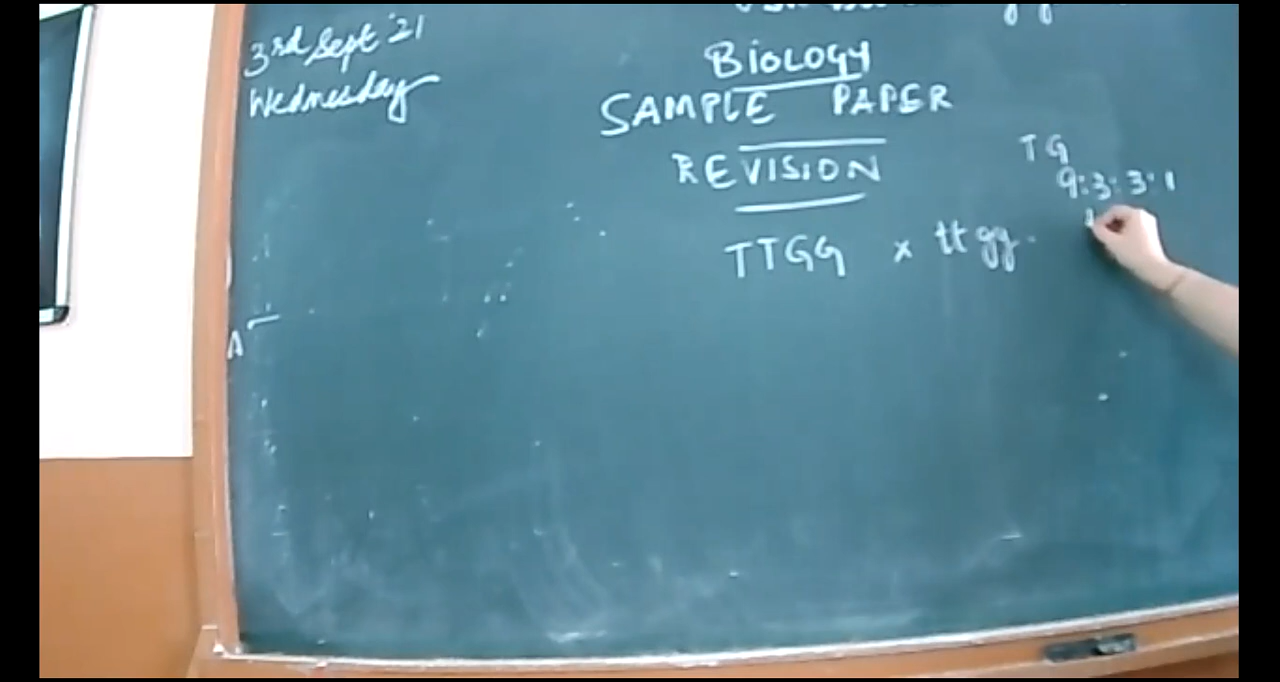 3rd Sept '21
Wednesday
BIOLOGY
SAMPLE PAPER
REVISION
TG
9:3:3:1
TTGG x ttgg.
A